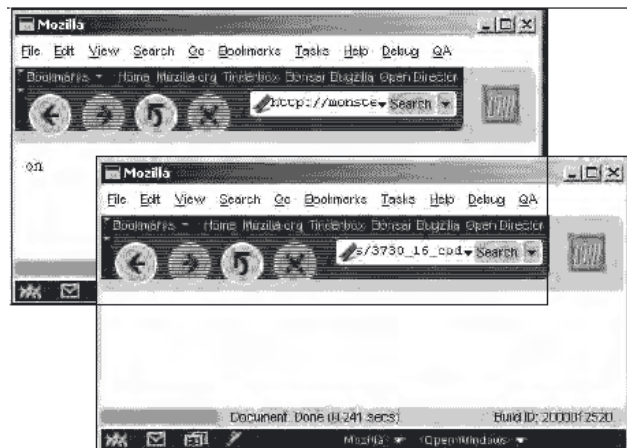 Mozilla
File Edit View Search Go Bookmarks Tasks Help Debug QA
Bookmarks Home Mozilla.org Tinderbox Bonsai Bugzilla Open Director
http://monste Search
on
Mozilla
File Edit View Search Go Bookmarks Tasks Help Debug QA
Bookmarks Home Mozilla.org Tinderbox Bonsai Bugzilla Open Director
s/3730_16_cod Search
Document: Done (0.241 secs) Build ID: 2000012520
Mozilla <OpenWindows>